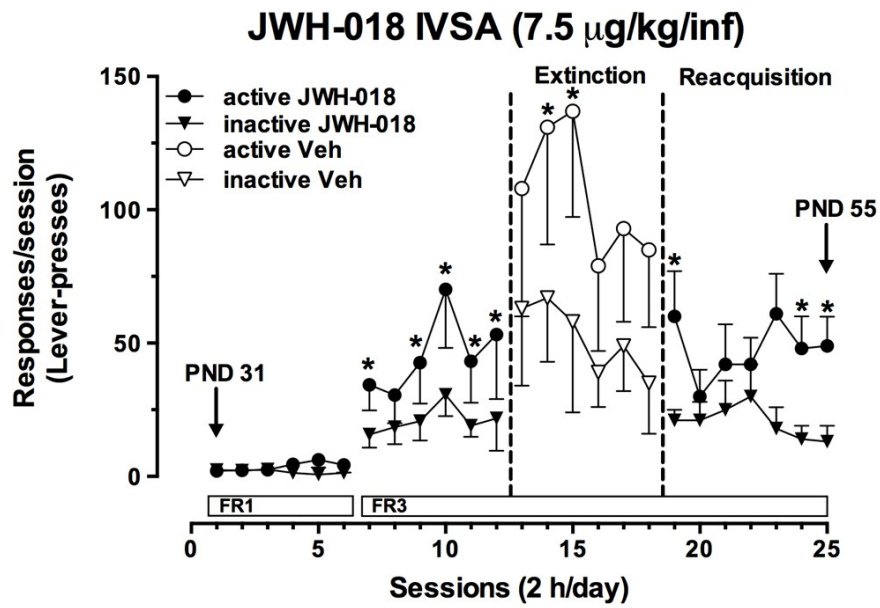 JWH-018 IVSA (7.5 μg/kg/inf)
Extinction Reacquisition
active JWH-018
inactive JWH-018
active Veh
inactive Veh
150
100
50
0
Responses/session
(Lever-presses)
PND 31
PND 55
* * * * * * * * * * *
FR1 FR3
0 5 10 15 20 25
Sessions (2 h/day)